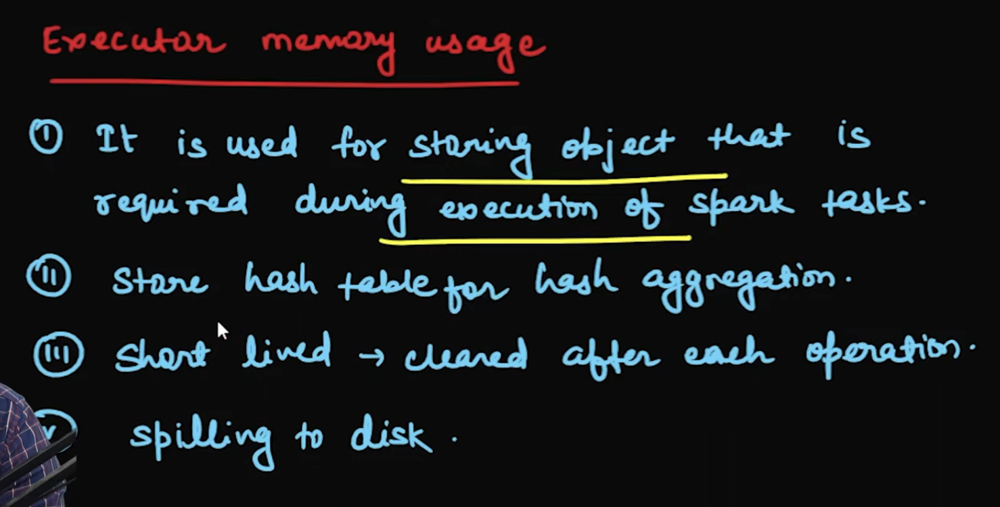 Executor memory usage
(I) It is used for storing object that is
required during execution of spark tasks.
(II) Store hash table for hash aggregation.
(III) Short lived → cleared after each operation.
spilling to disk.